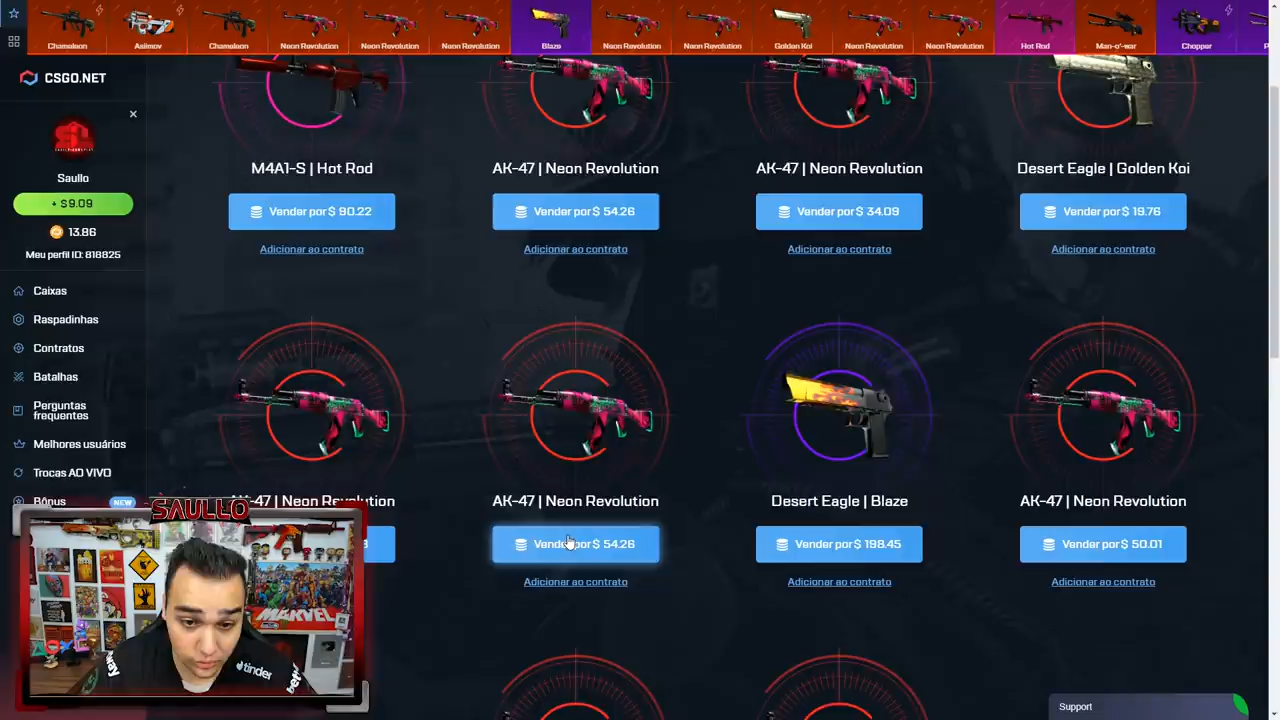 Chameleon
Asiimov
Chameleon
Neon Revolution
Neon Revolution
Neon Revolution
Blaze
Neon Revolution
Neon Revolution
Golden Koi
Neon Revolution
Neon Revolution
Hot Rod
Man-o'-war
Chopper
CSGO.NET
Saullo
+ $9.09
13.86
Meu perfil ID: 818825
Caixas
Raspadinhas
Contratos
Batalhas
Perguntas
frequentes
Melhores usuários
Trocas AO VIVO
Bônus
NEW
M4A1-S | Hot Rod
AK-47 | Neon Revolution
AK-47 | Neon Revolution
Desert Eagle | Golden Koi
Vender por $ 90.22
Vender por $ 54.26
Vender por $ 34.09
Vender por $ 19.76
Adicionar ao contrato
Adicionar ao contrato
Adicionar ao contrato
Adicionar ao contrato
AK-47 | Neon Revolution
AK-47 | Neon Revolution
Desert Eagle | Blaze
AK-47 | Neon Revolution
Vender por $ 54.26
Vender por $ 198.45
Vender por $ 50.01
Adicionar ao contrato
Adicionar ao contrato
Adicionar ao contrato
SAULLO
MARVEL
tinder
Support